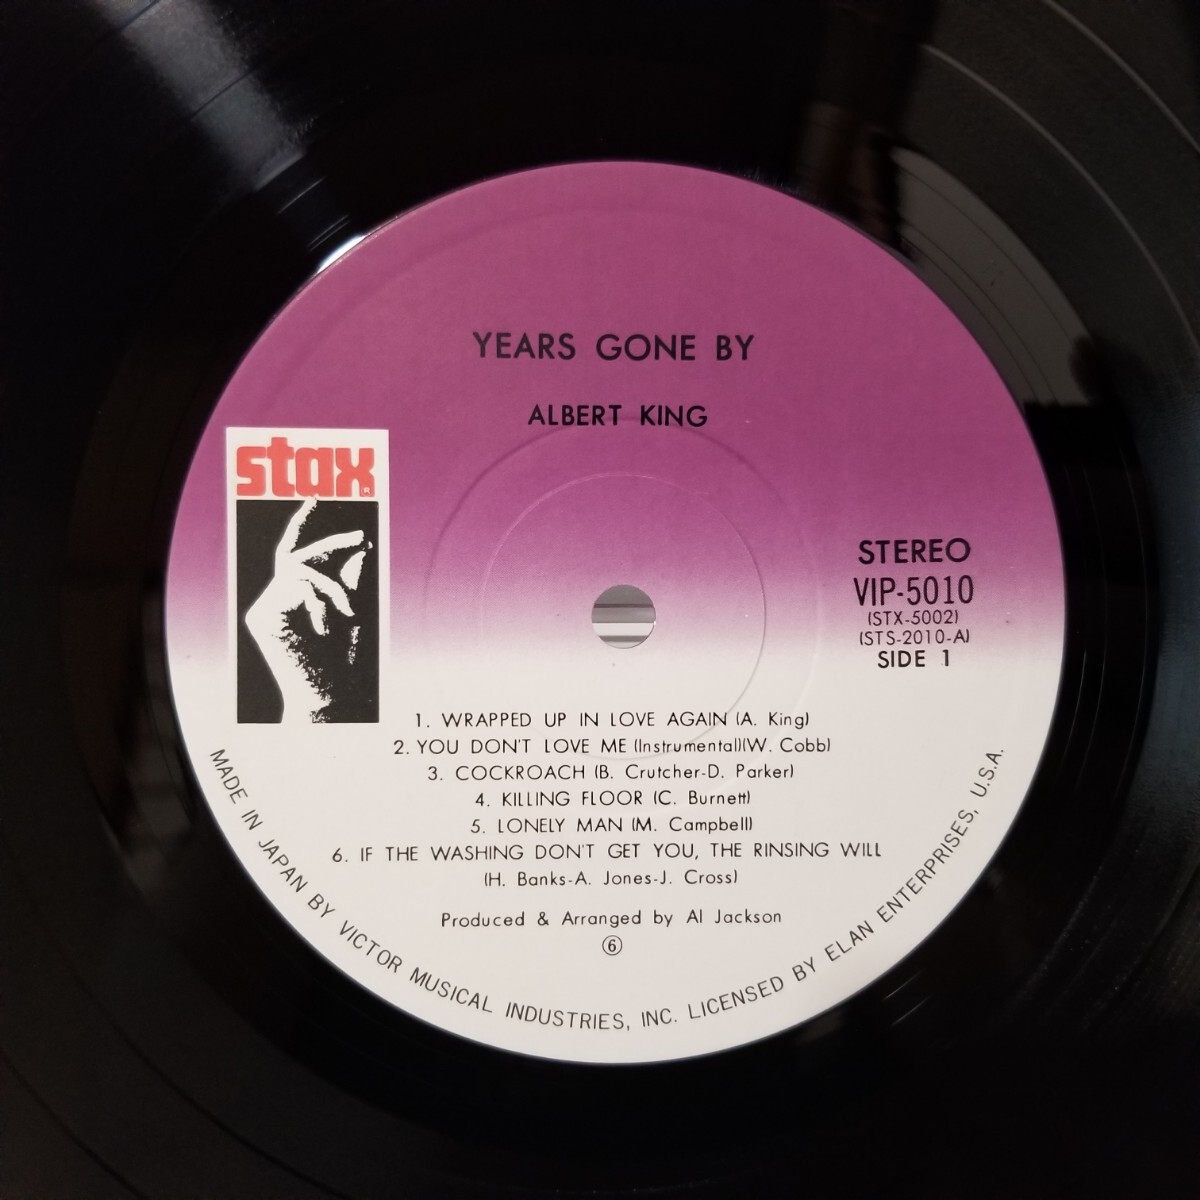 YEARS GONE BY
ALBERT KING
stax
R
STEREO
VIP-5010
(STX-5002)
(STS-2010-A)
SIDE 1
1. WRAPPED UP IN LOVE AGAIN (A. King)
2. YOU DON'T LOVE ME (Instrumental)(W. Cobb)
3. COCKROACH (B. Crutcher-D. Parker)
4. KILLING FLOOR (C. Burnett)
5. LONELY MAN (M. Campbell)
6. IF THE WASHING DON'T GET YOU, THE RINSING WILL
(H. Banks-A. Jones-J. Cross)
Produced & Arranged by Al Jackson
⑥
MADE IN JAPAN BY VICTOR MUSICAL INDUSTRIES, INC. LICENSED BY ELAN ENTERPRISES, U.S.A.